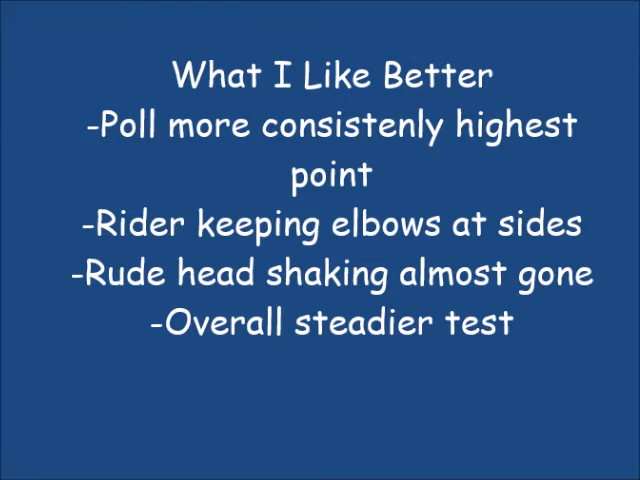 What I Like Better
-Poll more consistenly highest
point
-Rider keeping elbows at sides
-Rude head shaking almost gone
-Overall steadier test